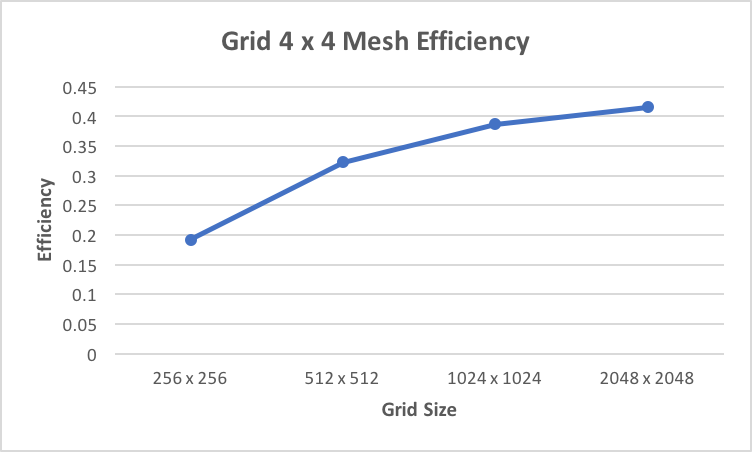 Grid 4 x 4 Mesh Efficiency
0.45
0.4
0.35
0.3
0.25
0.2
0.15
0.1
0.05
0
Efficiency
256 x 256 512 x 512 1024 x 1024 2048 x 2048
Grid Size